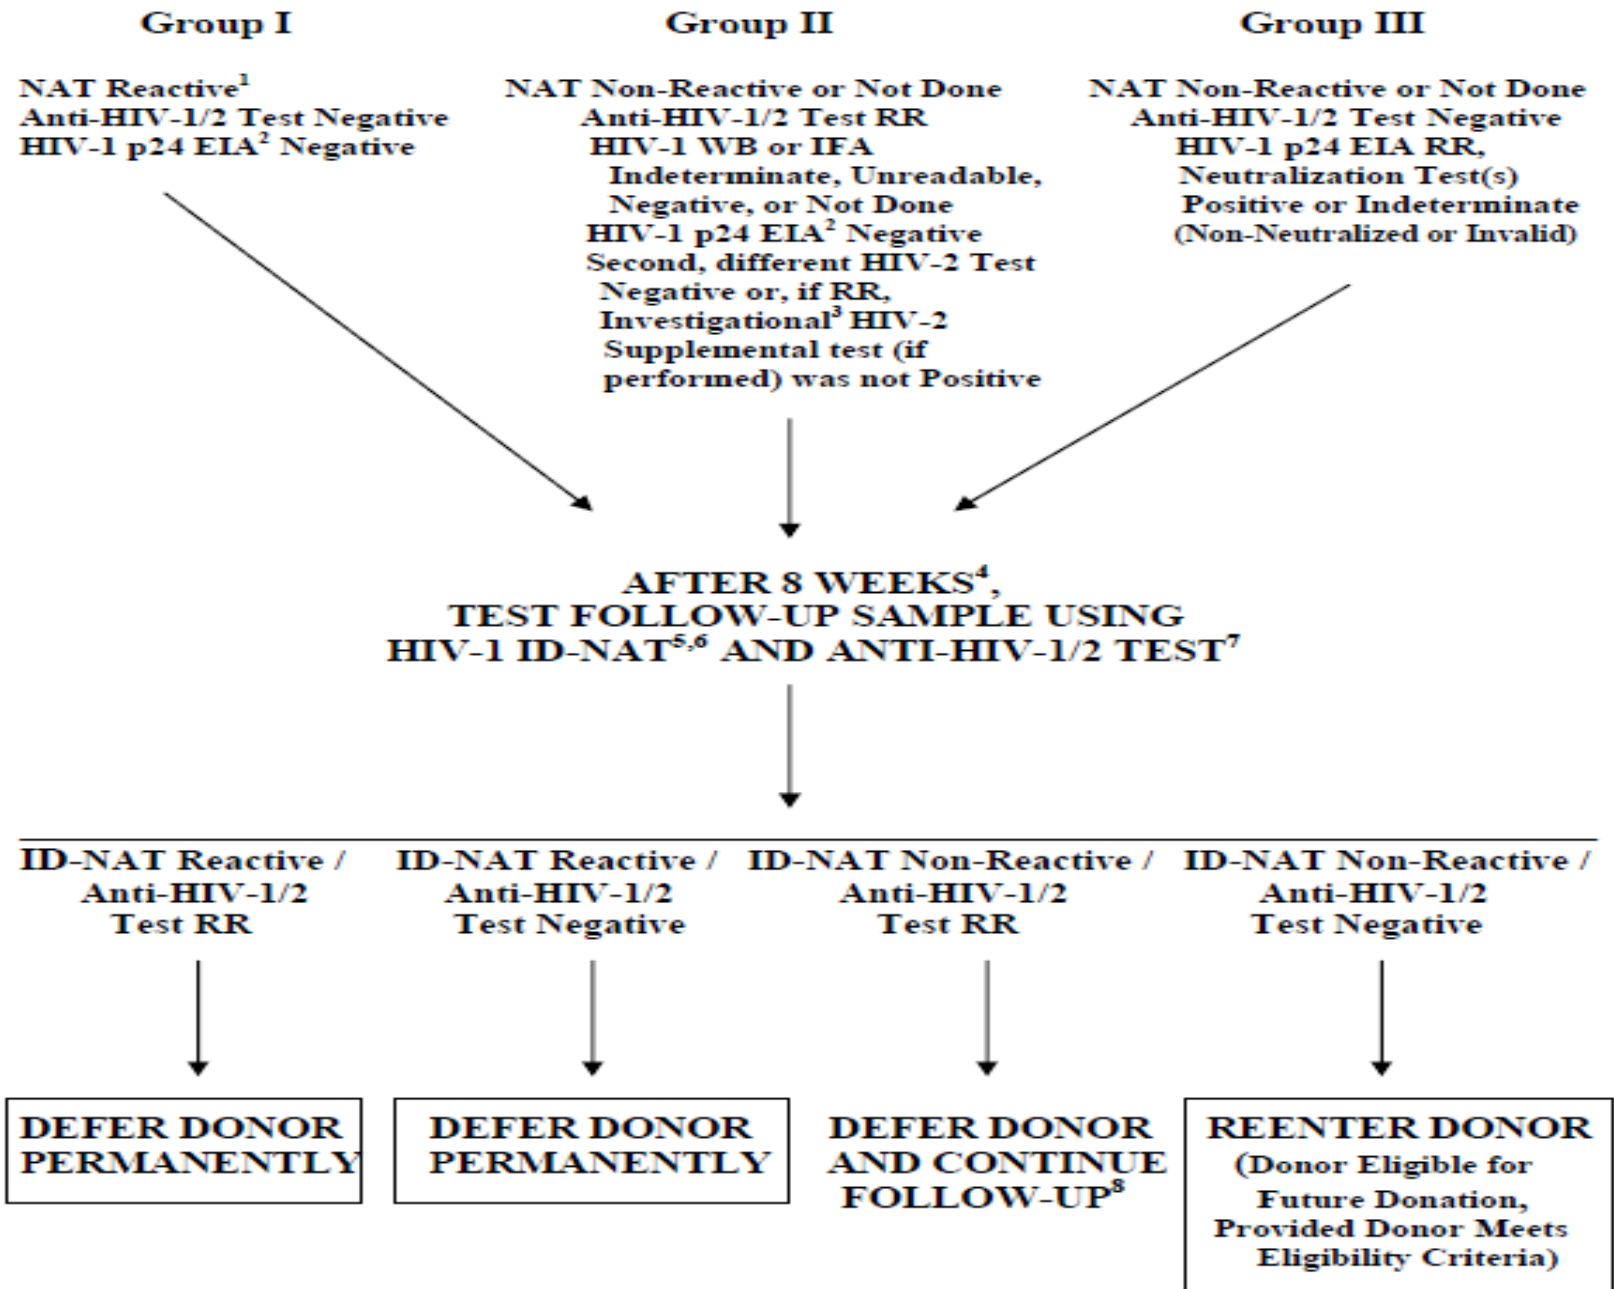 Group I
NAT Reactive¹
Anti-HIV-1/2 Test Negative
HIV-1 p24 EIA² Negative
Group II
NAT Non-Reactive or Not Done
Anti-HIV-1/2 Test RR
HIV-1 WB or IFA
Indeterminate, Unreadable,
Negative, or Not Done
HIV-1 p24 EIA² Negative
Second, different HIV-2 Test
Negative or, if RR,
Investigational³ HIV-2
Supplemental test (if
performed) was not Positive
Group III
NAT Non-Reactive or Not Done
Anti-HIV-1/2 Test Negative
HIV-1 p24 EIA RR,
Neutralization Test(s)
Positive or Indeterminate
(Non-Neutralized or Invalid)
AFTER 8 WEEKS⁴,
TEST FOLLOW-UP SAMPLE USING
HIV-1 ID-NAT⁵,⁶ AND ANTI-HIV-1/2 TEST⁷
ID-NAT Reactive /
Anti-HIV-1/2
Test RR
DEFER DONOR
PERMANENTLY
ID-NAT Reactive /
Anti-HIV-1/2
Test Negative
DEFER DONOR
PERMANENTLY
ID-NAT Non-Reactive /
Anti-HIV-1/2
Test RR
DEFER DONOR
AND CONTINUE
FOLLOW-UP⁸
ID-NAT Non-Reactive /
Anti-HIV-1/2
Test Negative
REENTER DONOR
(Donor Eligible for
Future Donation,
Provided Donor Meets
Eligibility Criteria)